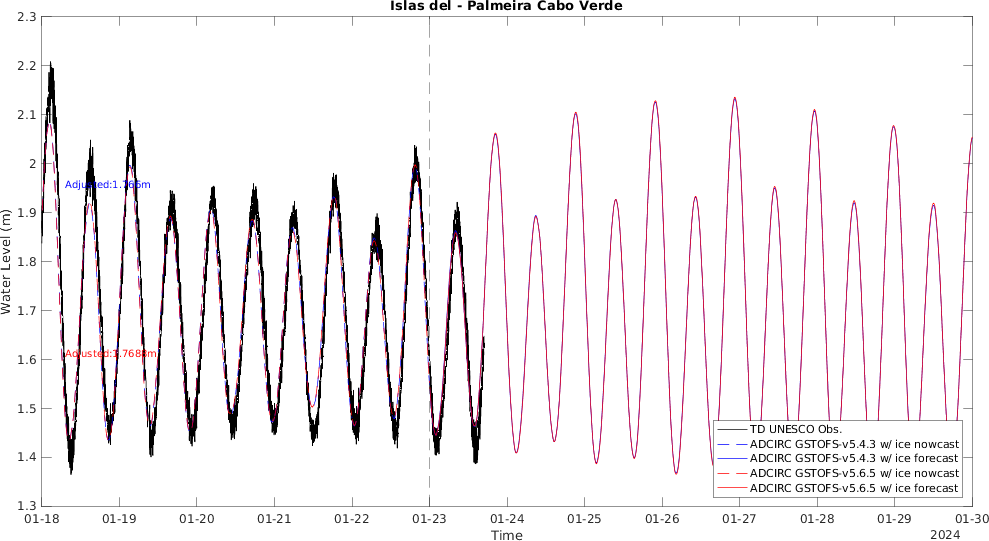 Islas del - Palmeira Cabo Verde
2.3
2.2
2.1
2
1.9
1.8
1.7
1.6
1.5
1.4
1.3
Water Level (m)
Adjusted:1.766m
Adjusted:1.7688m
TD UNESCO Obs.
ADCIRC GSTOFS-v5.4.3 w/ ice nowcast
ADCIRC GSTOFS-v5.4.3 w/ ice forecast
ADCIRC GSTOFS-v5.6.5 w/ ice nowcast
ADCIRC GSTOFS-v5.6.5 w/ ice forecast
01-18 01-19 01-20 01-21 01-22 01-23 01-24 01-25 01-26 01-27 01-28 01-29 01-30
Time
2024